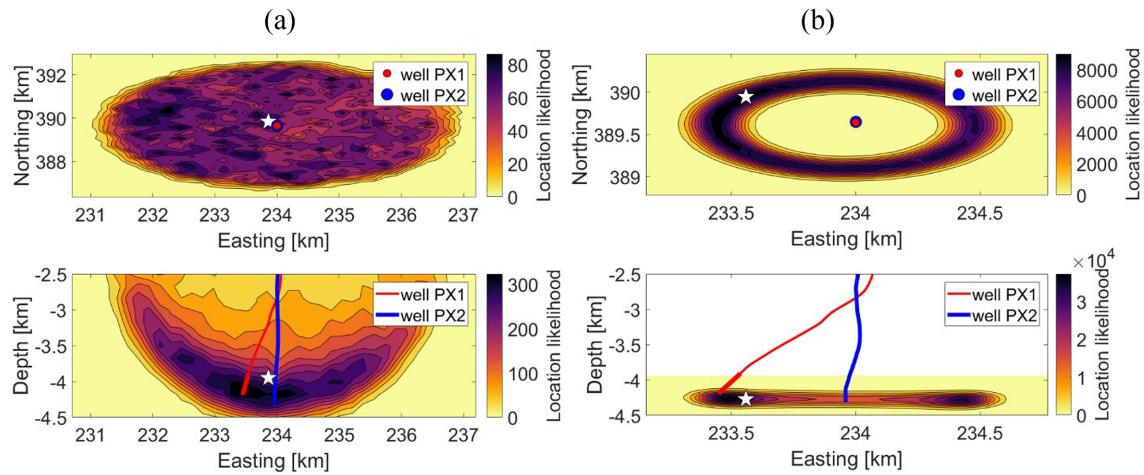 (a)
(b)
392
390
388
Northing [km]
231 232 233 234 235 236 237
Easting [km]
well PX1
well PX2
80
60
40
20
0
Location likelihood
390
389.5
389
Northing [km]
233.5 234 234.5
Easting [km]
well PX1
well PX2
8000
6000
4000
2000
0
Location likelihood
-2.5
-3
-3.5
-4
-4.5
Depth [km]
231 232 233 234 235 236 237
Easting [km]
well PX1
well PX2
300
200
100
0
Location likelihood
-2.5
-3
-3.5
-4
-4.5
Depth [km]
233.5 234 234.5
Easting [km]
well PX1
well PX2
×10⁴
3
2
1
0
Location likelihood